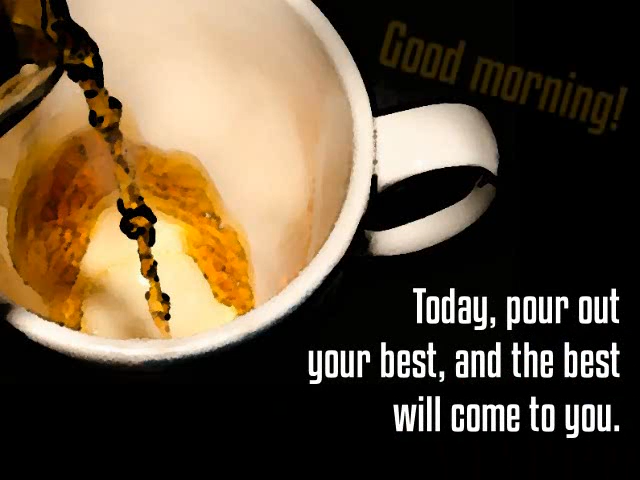 Good morning!
Today, pour out
your best, and the best
will come to you.